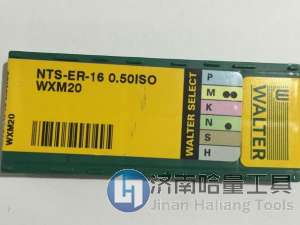 NTS-ER-16 0.50ISO
WXM20
WXM20
WALTER SELECT
P
M
K
N
S
H
WALTER
济南哈量工具
Jinan Haliang Tools